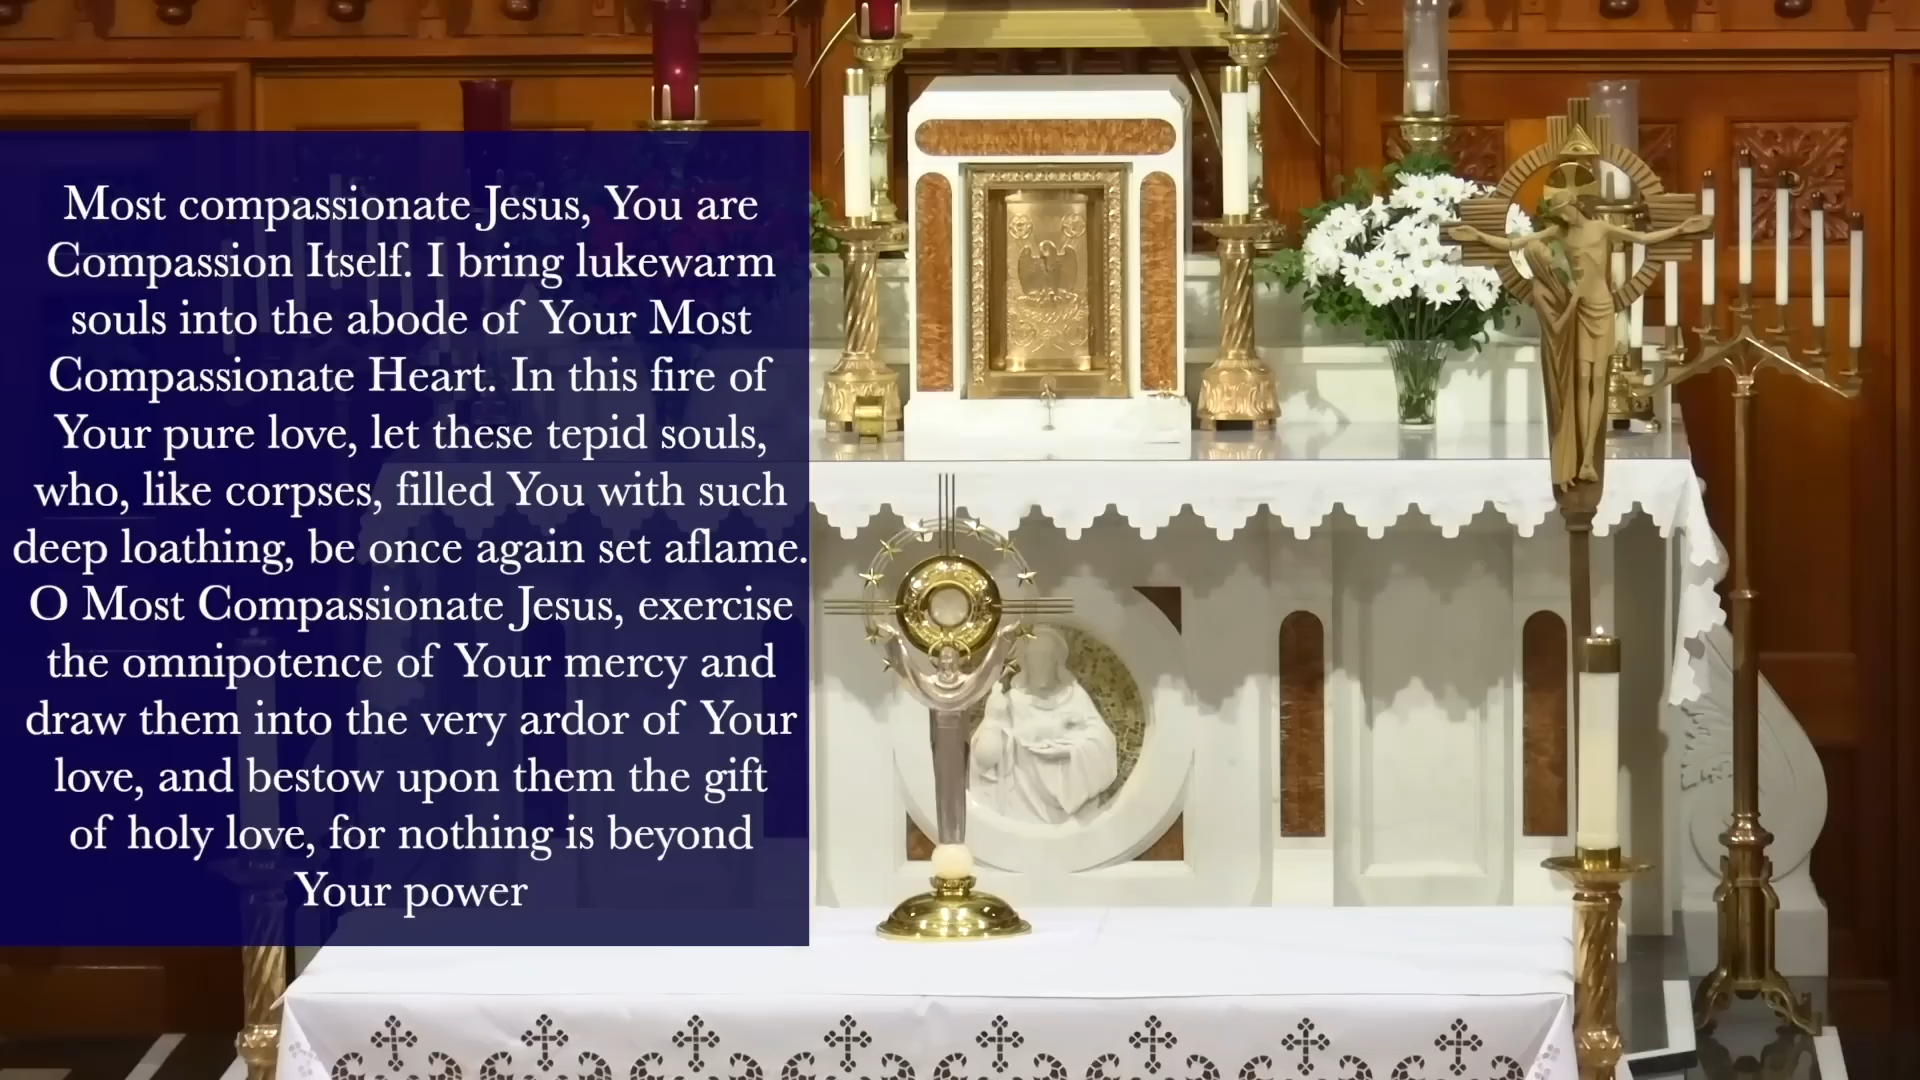 Most compassionate Jesus, You are
Compassion Itself. I bring lukewarm
souls into the abode of Your Most
Compassionate Heart. In this fire of
Your pure love, let these tepid souls,
who, like corpses, filled You with such
deep loathing, be once again set aflame.
O Most Compassionate Jesus, exercise
the omnipotence of Your mercy and
draw them into the very ardor of Your
love, and bestow upon them the gift
of holy love, for nothing is beyond
Your power